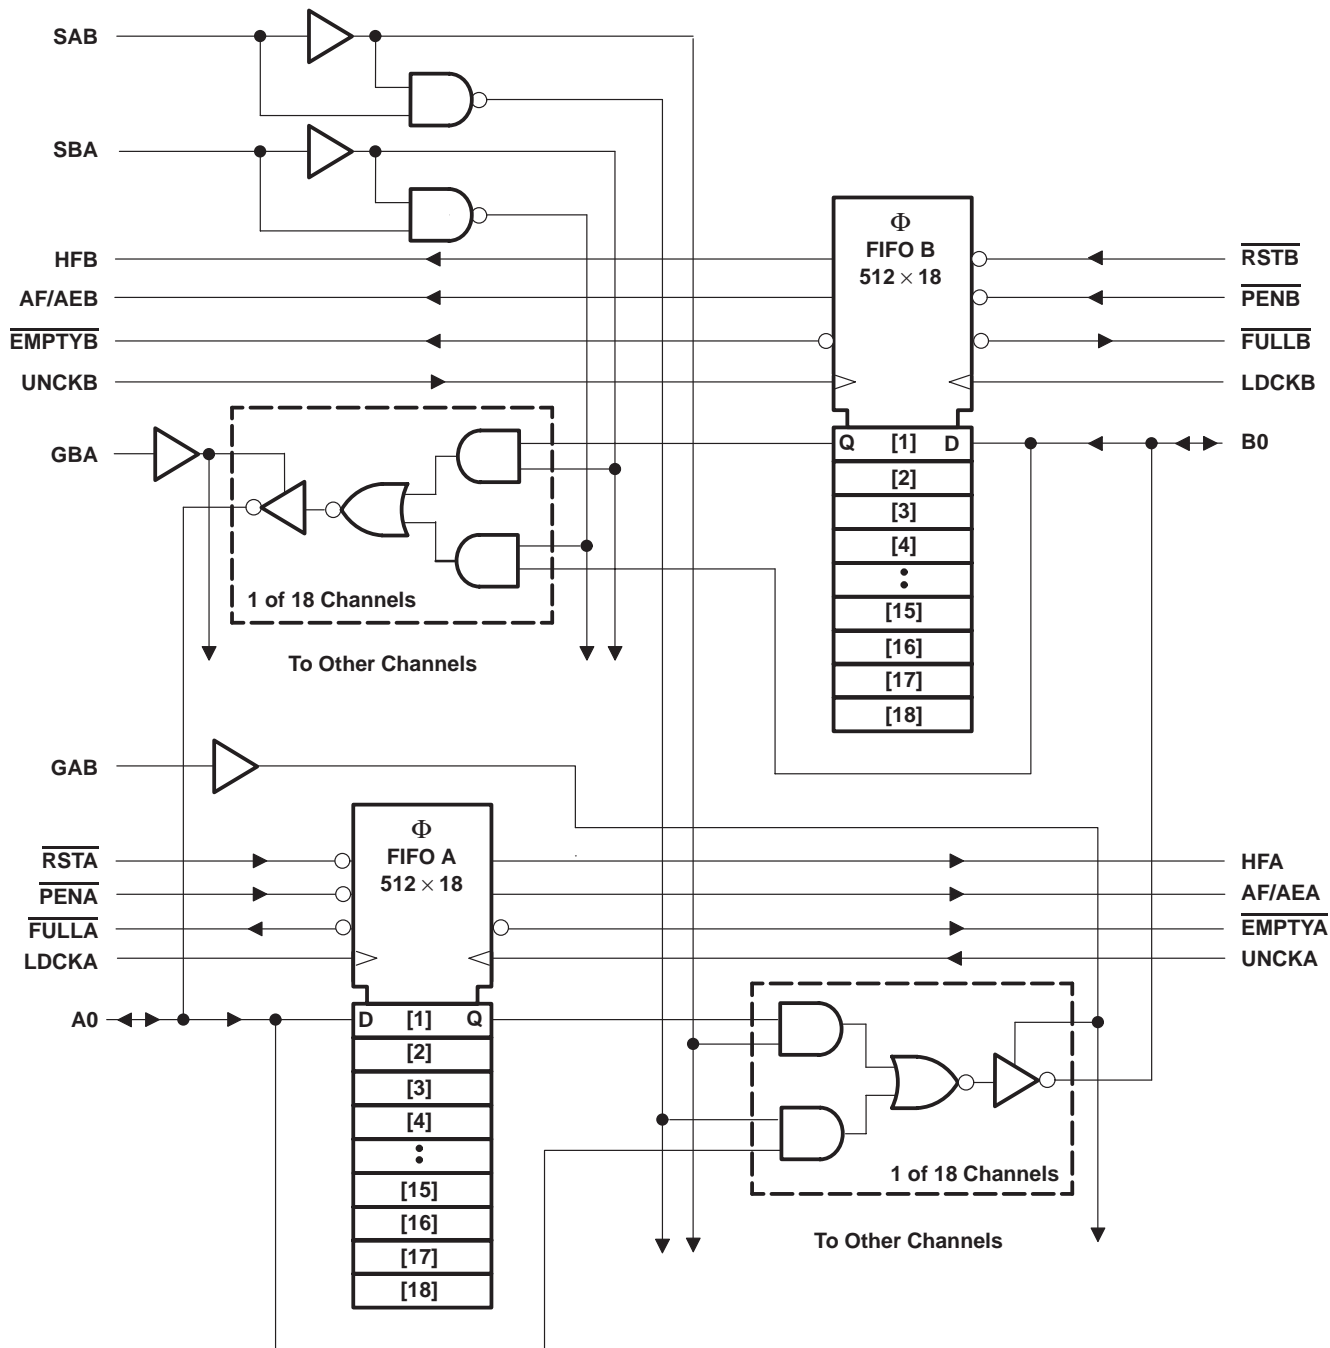 SAB
SBA
HFB
AF/AEB
EMPTYB
UNCKB
GBA
Φ
FIFO B
512 × 18
RSTB
PENB
FULLB
LDCKB
B0
Q [1] D
[2]
[3]
[4]
[15]
[16]
[17]
[18]
1 of 18 Channels
To Other Channels
GAB
RSTA
PENA
FULLA
LDCKA
A0
Φ
FIFO A
512 × 18
D [1] Q
[2]
[3]
[4]
[15]
[16]
[17]
[18]
HFA
AF/AEA
EMPTYA
UNCKA
1 of 18 Channels
To Other Channels